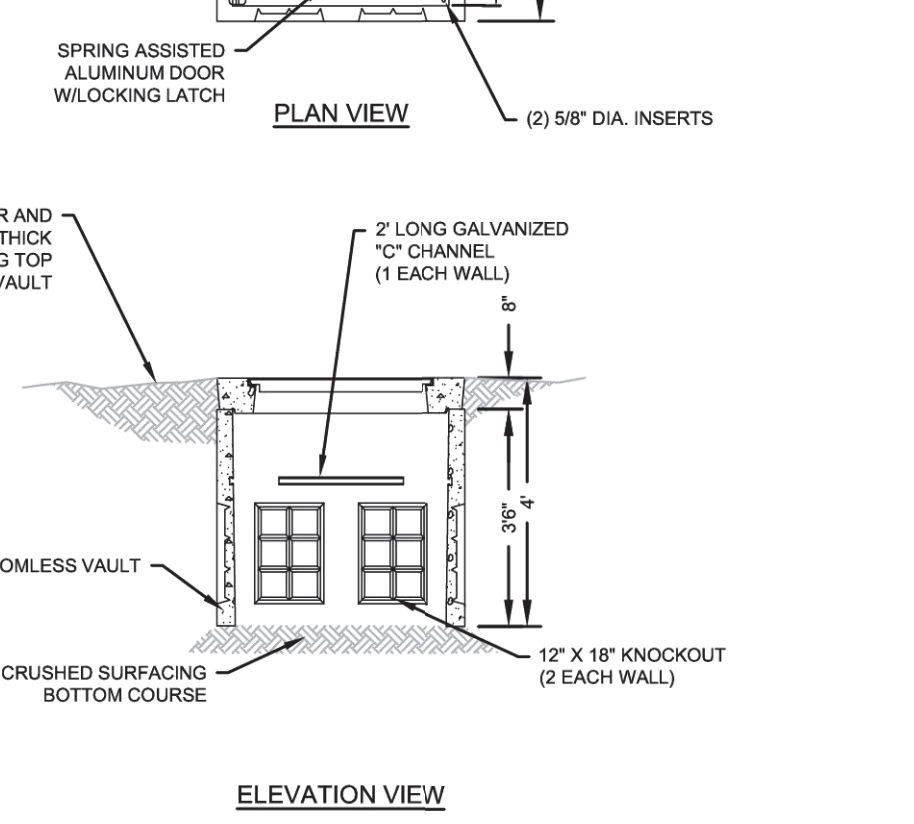 SPRING ASSISTED
ALUMINUM DOOR
W/LOCKING LATCH
PLAN VIEW
(2) 5/8" DIA. INSERTS
R AND
THICK
G TOP
VAULT
2' LONG GALVANIZED
"C" CHANNEL
(1 EACH WALL)
8"
3'6"
4'
OMLESS VAULT
12" X 18" KNOCKOUT
(2 EACH WALL)
CRUSHED SURFACING
BOTTOM COURSE
ELEVATION VIEW